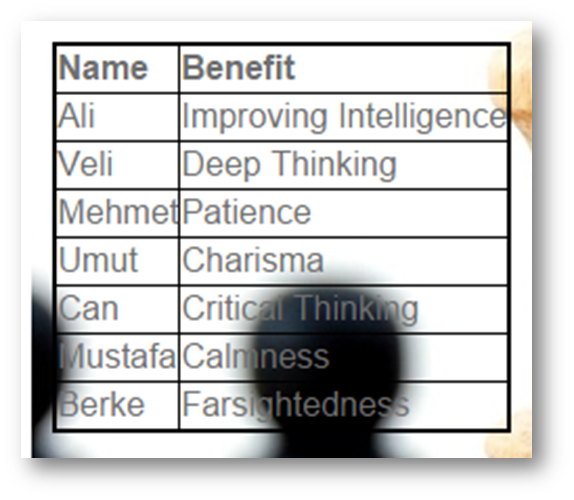 Name Benefit
Ali Improving Intelligence
Veli Deep Thinking
Mehmet Patience
Umut Charisma
Can Critical Thinking
Mustafa Calmness
Berke Farsightedness